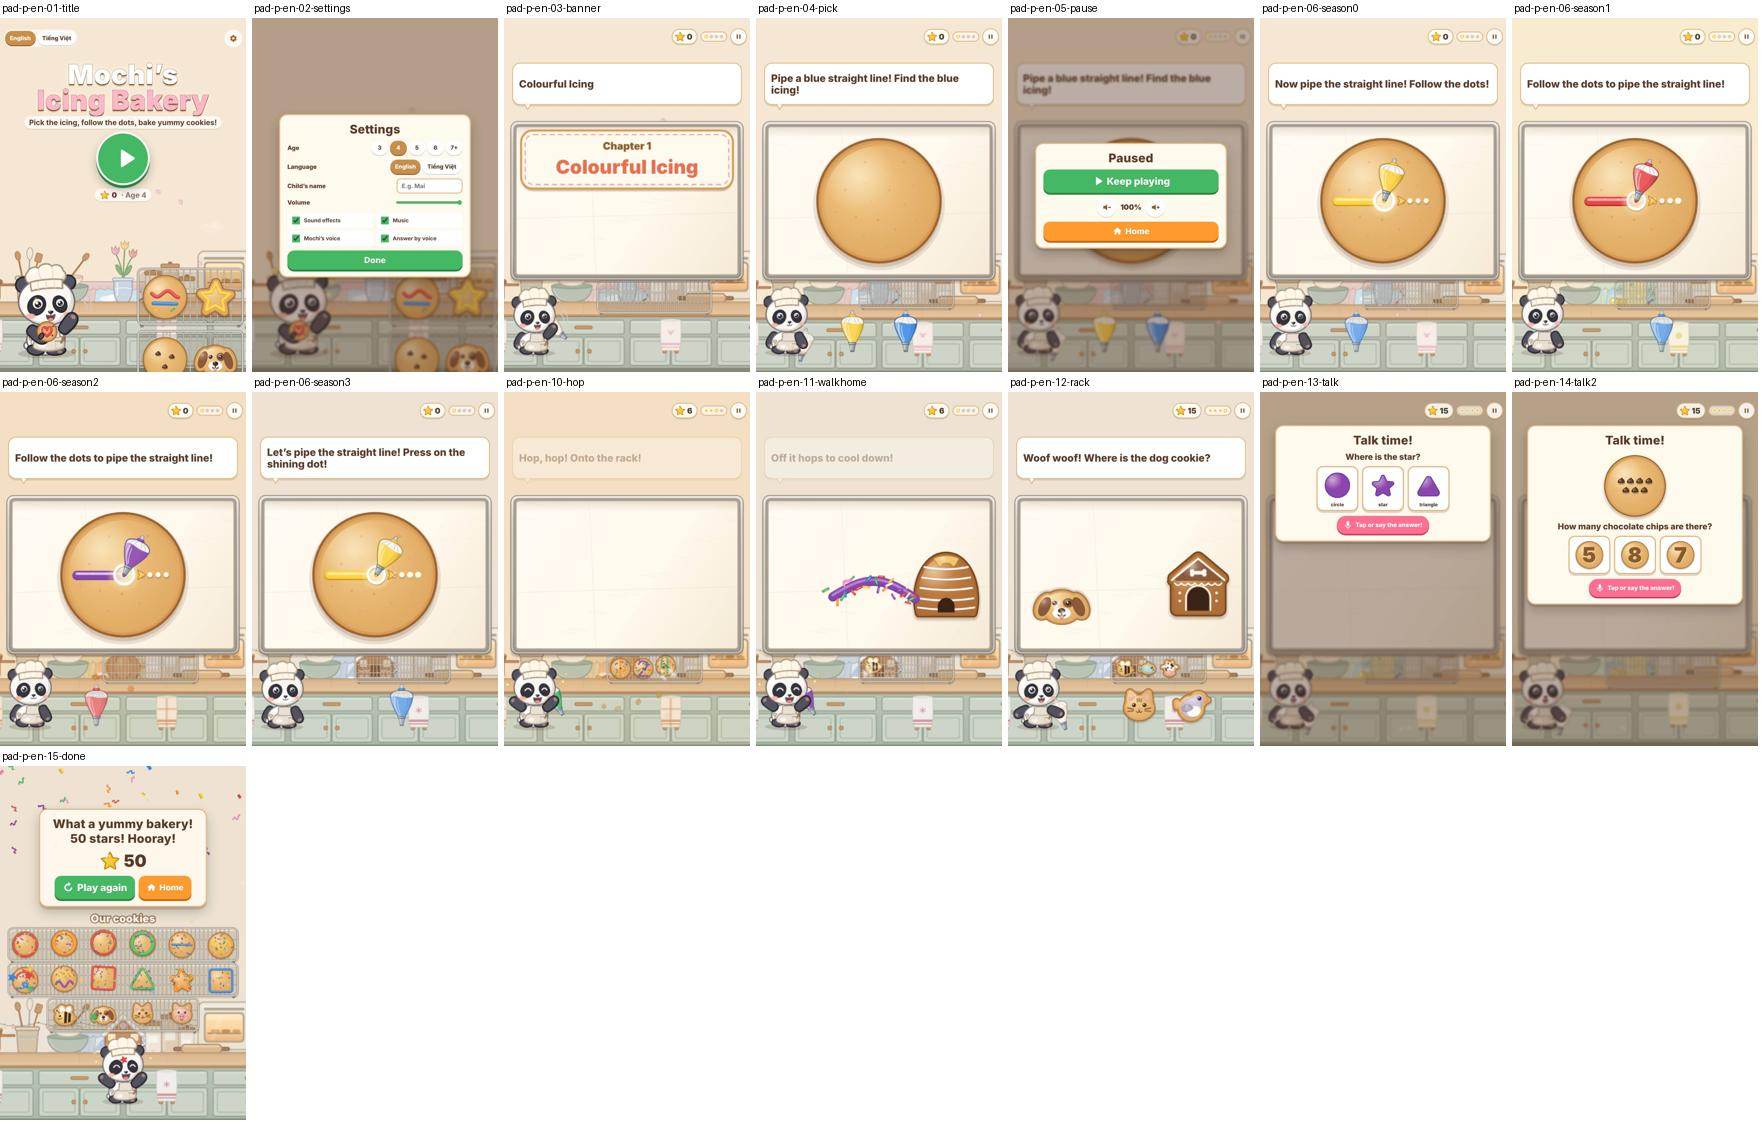 pad-p-en-01-title
English Tiếng Việt
Mochi's
Icing Bakery
Pick the icing, follow the dots, bake yummy cookies!
0 · Age 4
pad-p-en-02-settings
Settings
Age 3 4 5 6 7+
Language English Tiếng Việt
Child's name E.g. Mai
Volume
Sound effects Music
Mochi's voice Answer by voice
Done
pad-p-en-03-banner
0
Colourful Icing
Chapter 1
Colourful Icing
pad-p-en-04-pick
0
Pipe a blue straight line! Find the blue
icing!
pad-p-en-05-pause
0
Pipe a blue straight line! Find the blue
icing!
Paused
Keep playing
100%
Home
pad-p-en-06-season0
0
Now pipe the straight line! Follow the dots!
pad-p-en-06-season1
0
Follow the dots to pipe the straight line!
pad-p-en-06-season2
0
Follow the dots to pipe the straight line!
pad-p-en-06-season3
0
Let's pipe the straight line! Press on the
shining dot!
pad-p-en-10-hop
6
Hop, hop! Onto the rack!
pad-p-en-11-walkhome
6
Off it hops to cool down!
pad-p-en-12-rack
15
Woof woof! Where is the dog cookie?
pad-p-en-13-talk
15
Talk time!
Where is the star?
circle star triangle
Tap or say the answer!
pad-p-en-14-talk2
15
Talk time!
How many chocolate chips are there?
5 8 7
Tap or say the answer!
pad-p-en-15-done
What a yummy bakery!
50 stars! Hooray!
50
Play again Home
Our cookies